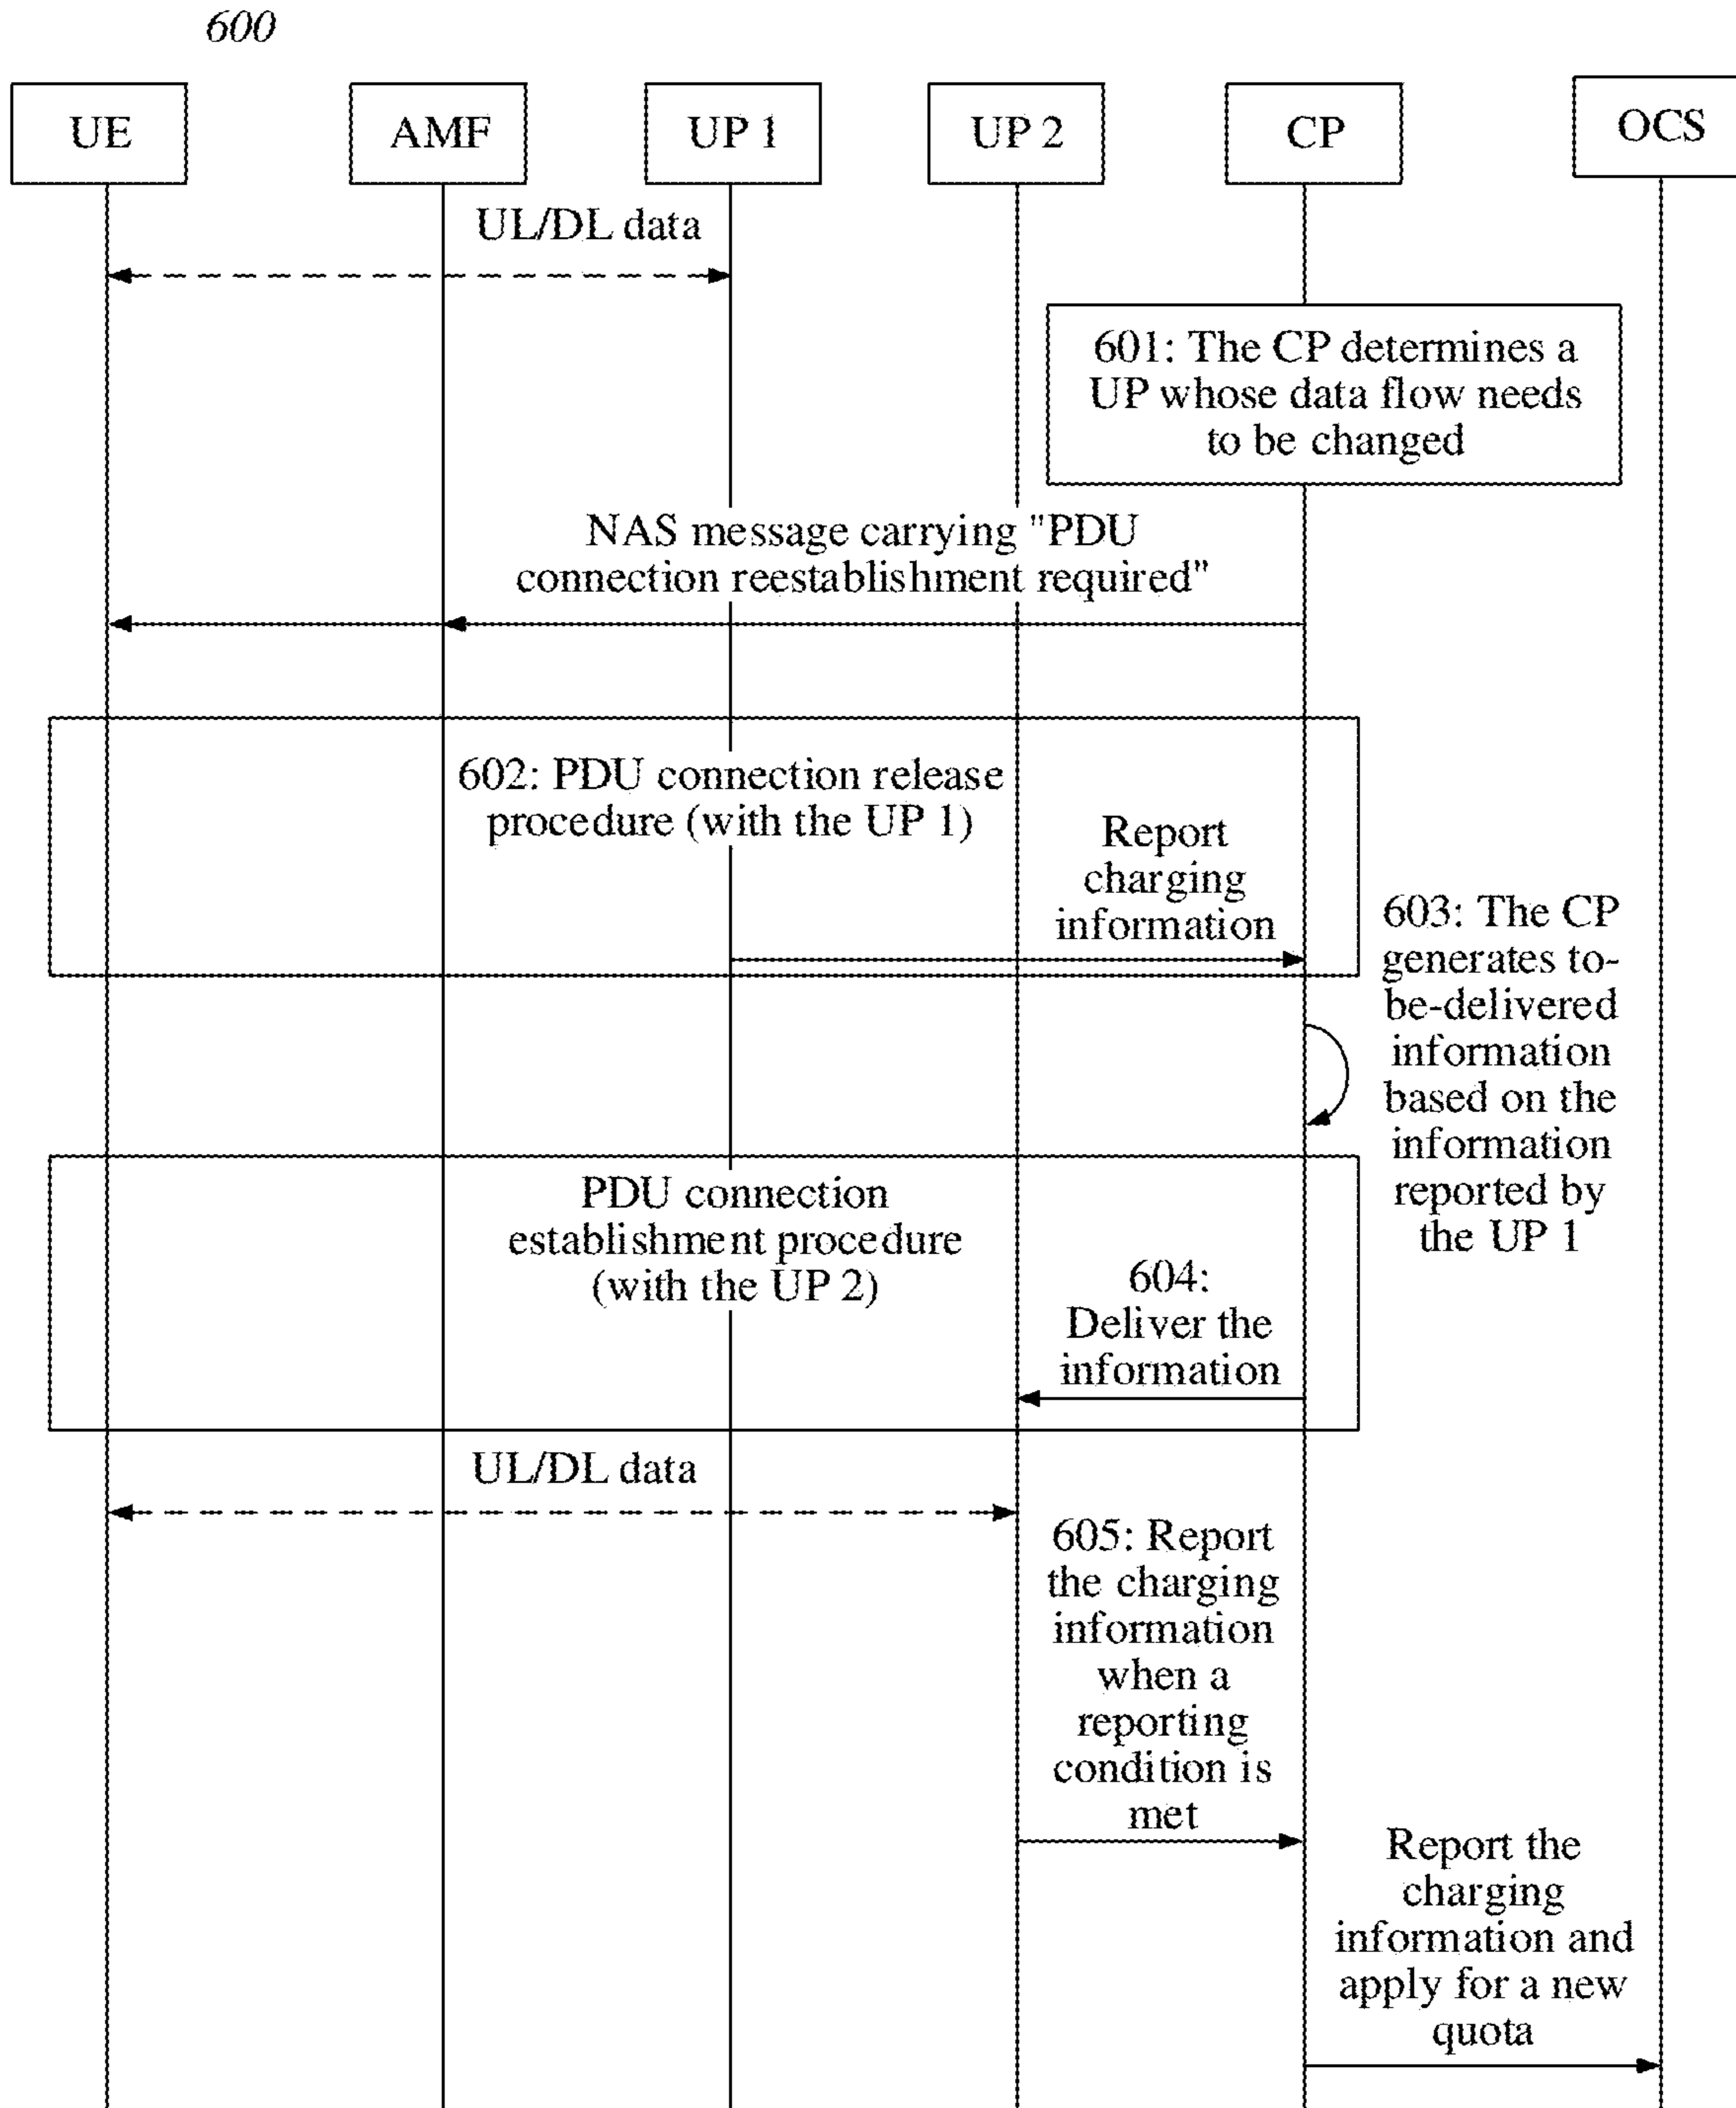 600
UE
AMF
UP 1
UP 2
CP
OCS
UL/DL data
601: The CP determines a
UP whose data flow needs
to be changed
NAS message carrying "PDU
connection reestablishment required"
602: PDU connection release
procedure (with the UP 1)
Report
charging
information
603: The CP
generates to-
be-delivered
information
based on the
information
reported by
the UP 1
PDU connection
establishment procedure
(with the UP 2)
604:
Deliver the
information
UL/DL data
605: Report
the charging
information
when a
reporting
condition is
met
Report the
charging
information and
apply for a new
quota